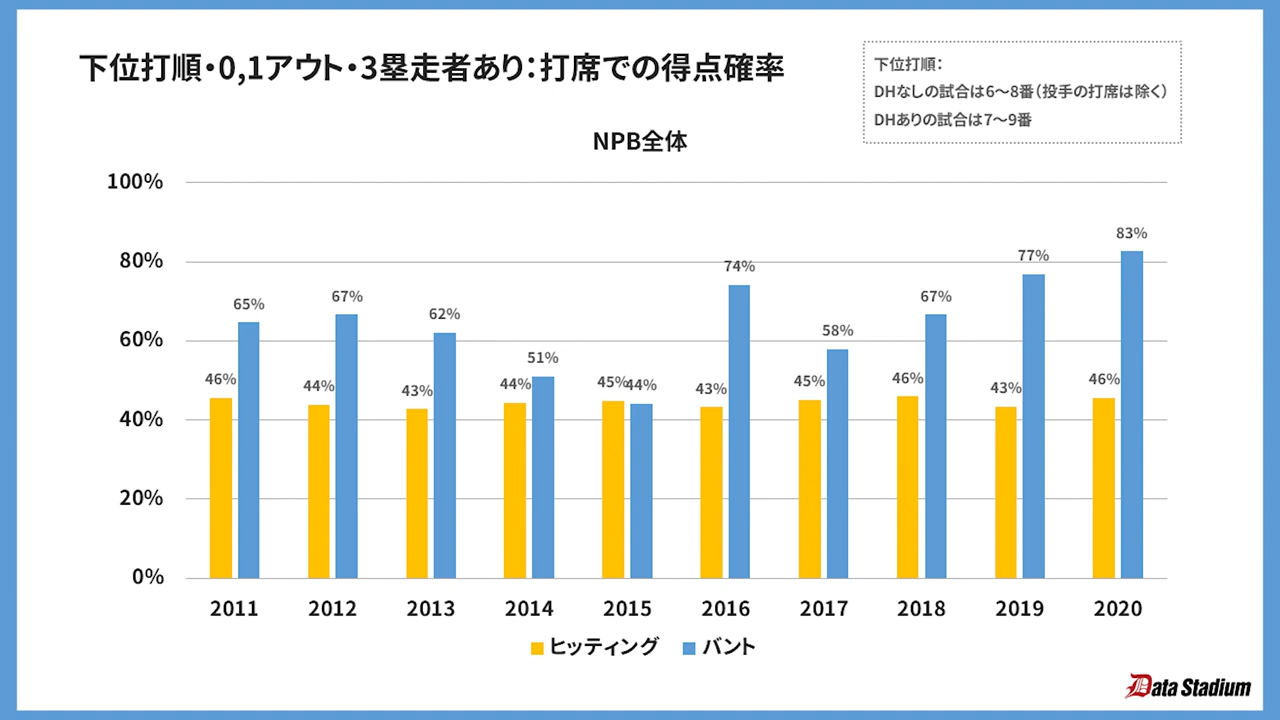 下位打順・0,1アウト・3塁走者あり：打席での得点確率
下位打順：
DHなしの試合は6～8番（投手の打席は除く）
DHありの試合は7～9番
NPB全体
100%
80%
60%
40%
20%
0%
46% 65%
44% 67%
43% 62%
44% 51%
45% 44%
43% 74%
45% 58%
46% 67%
43% 77%
46% 83%
2011 2012 2013 2014 2015 2016 2017 2018 2019 2020
ヒッティング バント
Data Stadium